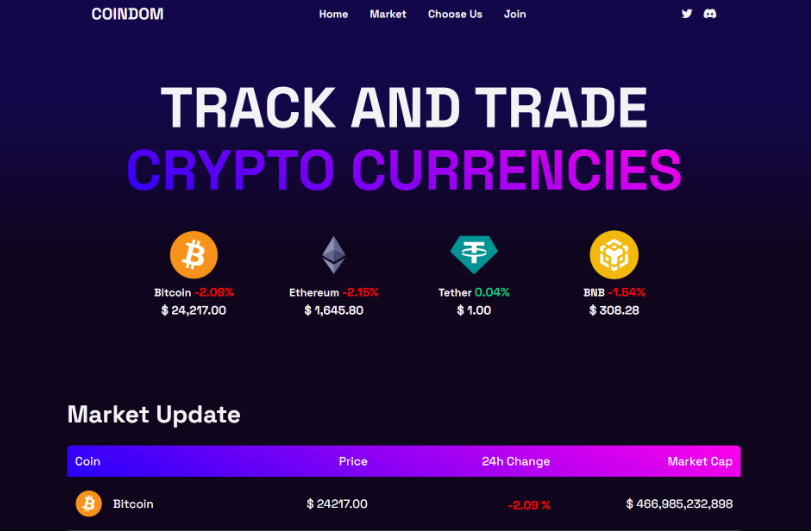 COINDOM Home Market Choose Us Join
TRACK AND TRADE
CRYPTO CURRENCIES
Bitcoin -2.09% Ethereum -2.15% Tether 0.04% BNB -1.54%
$ 24,217.00 $ 1,645.80 $ 1.00 $ 308.28
Market Update
Coin Price 24h Change Market Cap
Bitcoin $ 24217.00 -2.09 % $ 466,985,232,898